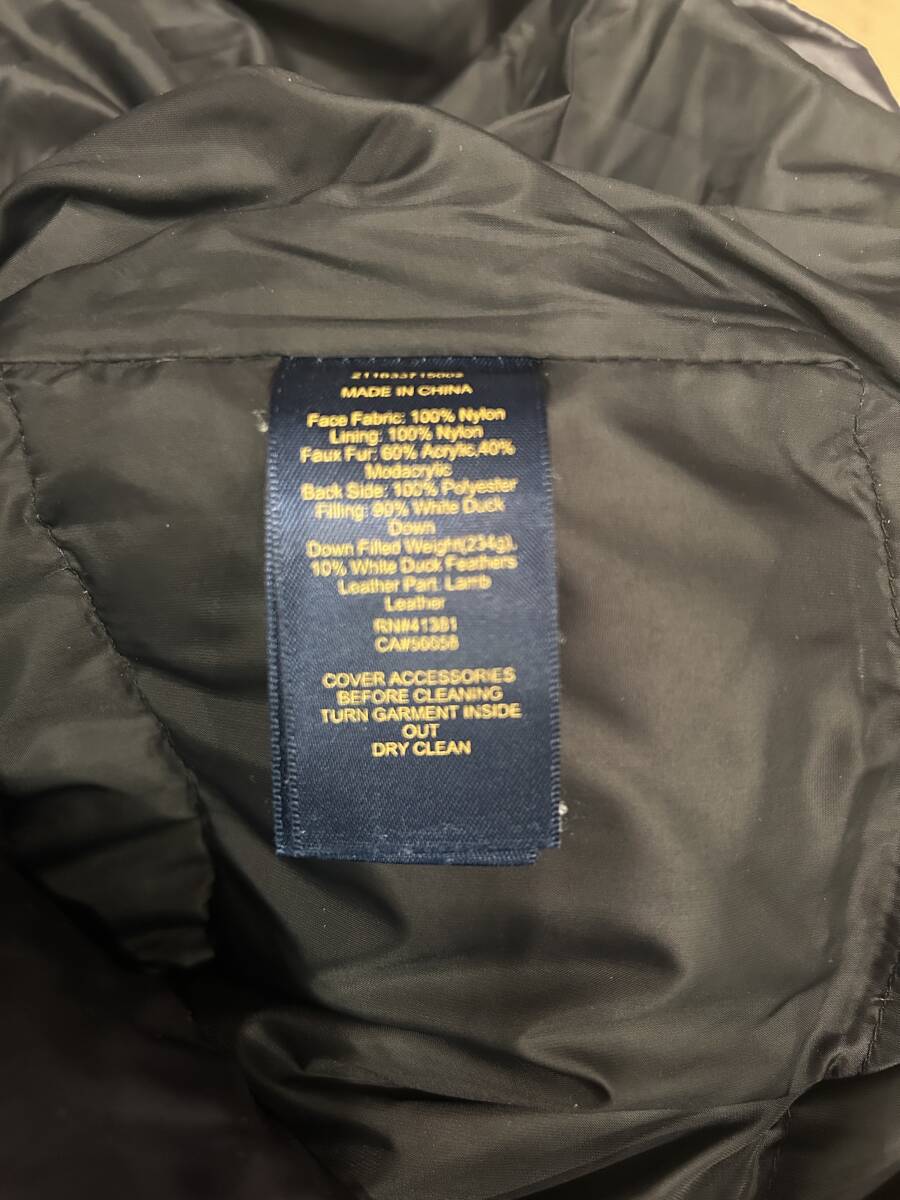 211833715002
MADE IN CHINA
Face Fabric: 100% Nylon
Lining: 100% Nylon
Faux Fur: 60% Acrylic,40%
Modacrylic
Back Side: 100% Polyester
Filling: 90% White Duck
Down
Down Filled Weight(234g),
10% White Duck Feathers
Leather Part: Lamb
Leather
RN#41381
CA#56658
COVER ACCESSORIES
BEFORE CLEANING
TURN GARMENT INSIDE
OUT
DRY CLEAN